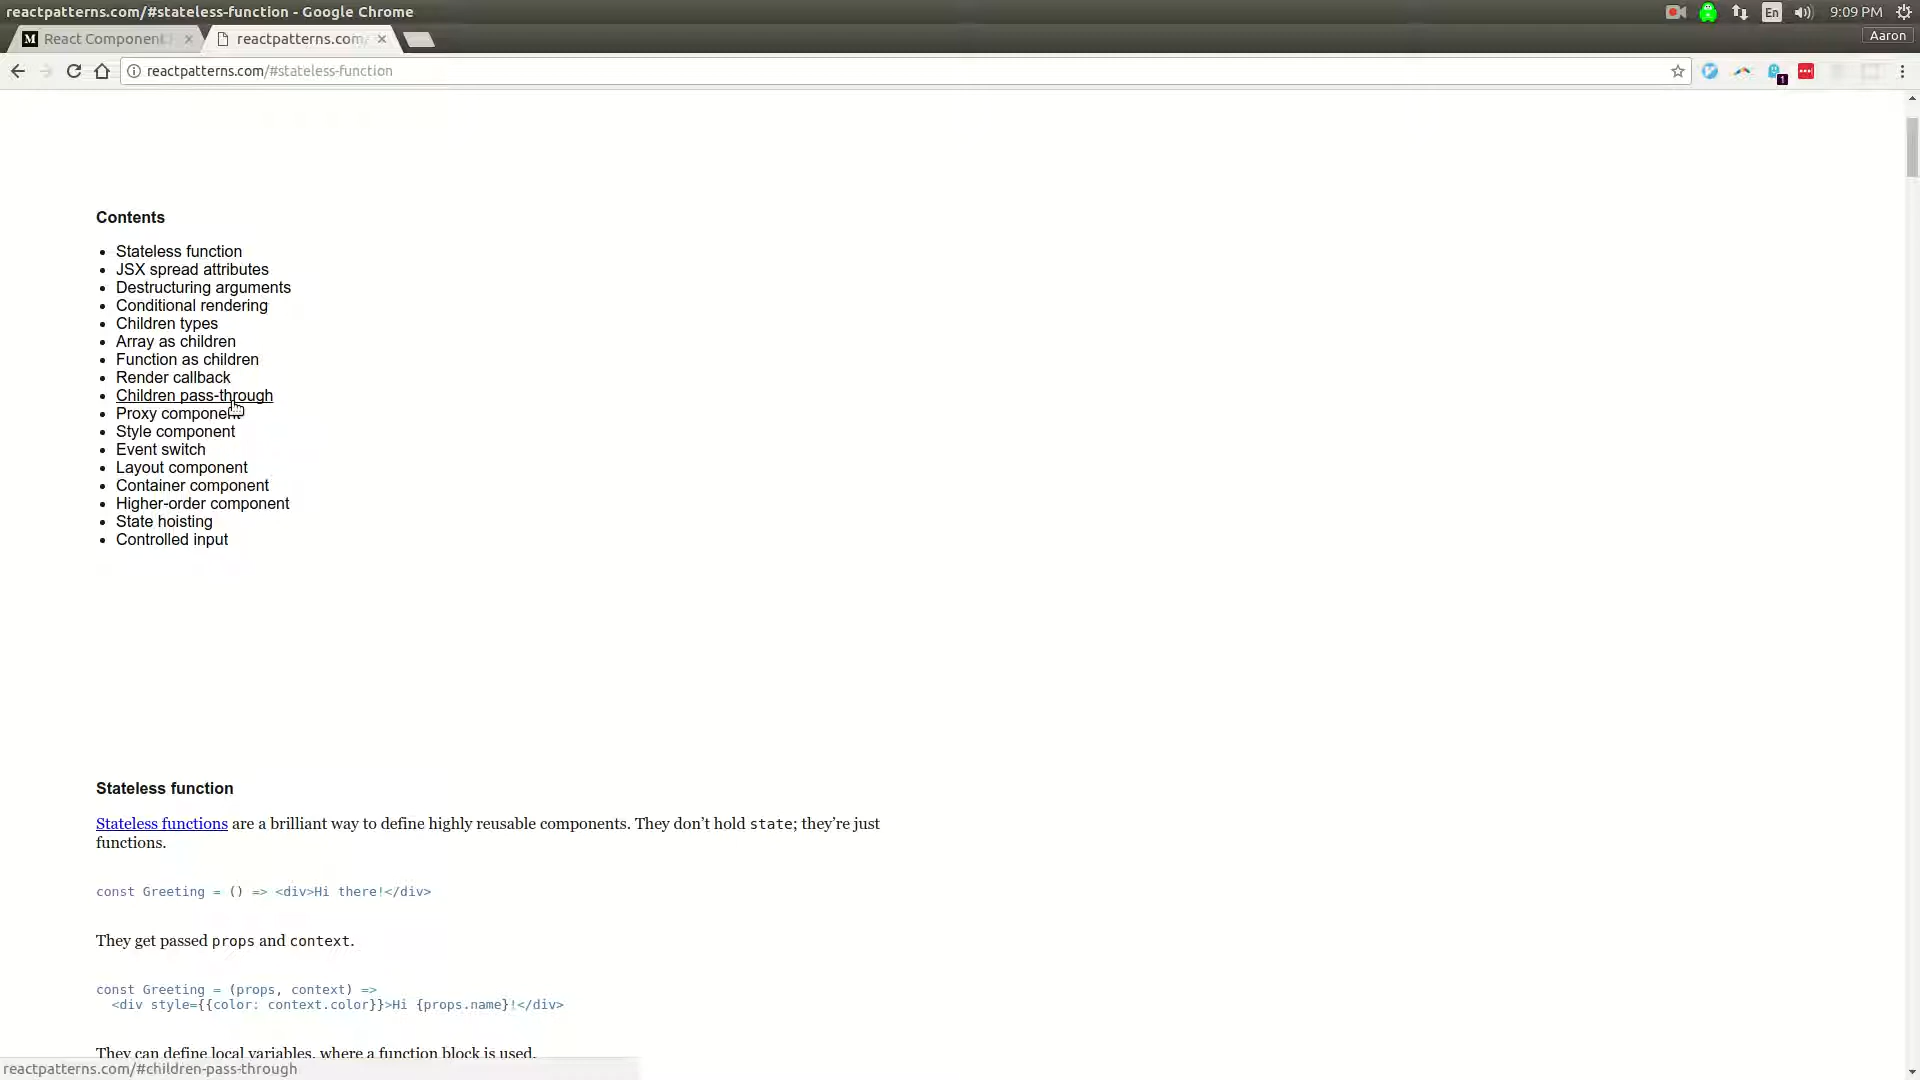 reactpatterns.com/#stateless-function - Google Chrome
En
9:09 PM
React Component
reactpatterns.com/
Aaron
reactpatterns.com/#stateless-function
1
Contents
Stateless function
JSX spread attributes
Destructuring arguments
Conditional rendering
Children types
Array as children
Function as children
Render callback
Children pass-through
Proxy component
Style component
Event switch
Layout component
Container component
Higher-order component
State hoisting
Controlled input
Stateless function
Stateless functions are a brilliant way to define highly reusable components. They don’t hold state; they’re just
functions.
const Greeting = () => <div>Hi there!</div>
They get passed props and context.
const Greeting = (props, context) =>
<div style={{color: context.color}}>Hi {props.name}!</div>
They can define local variables, where a function block is used.
reactpatterns.com/#children-pass-through